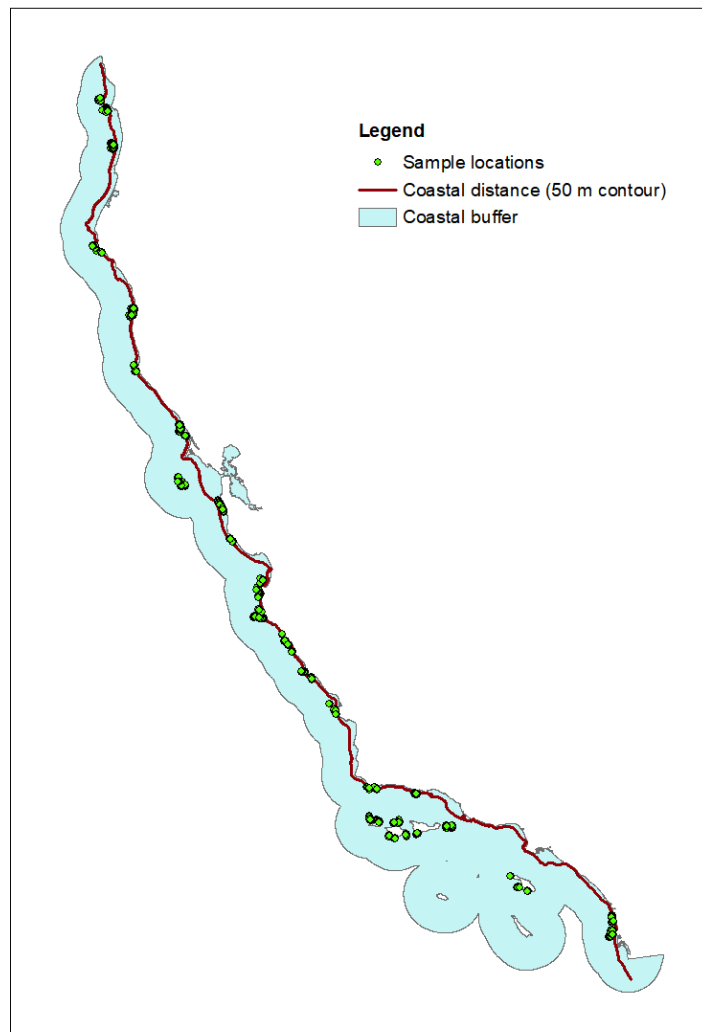 Legend
Sample locations
Coastal distance (50 m contour)
Coastal buffer